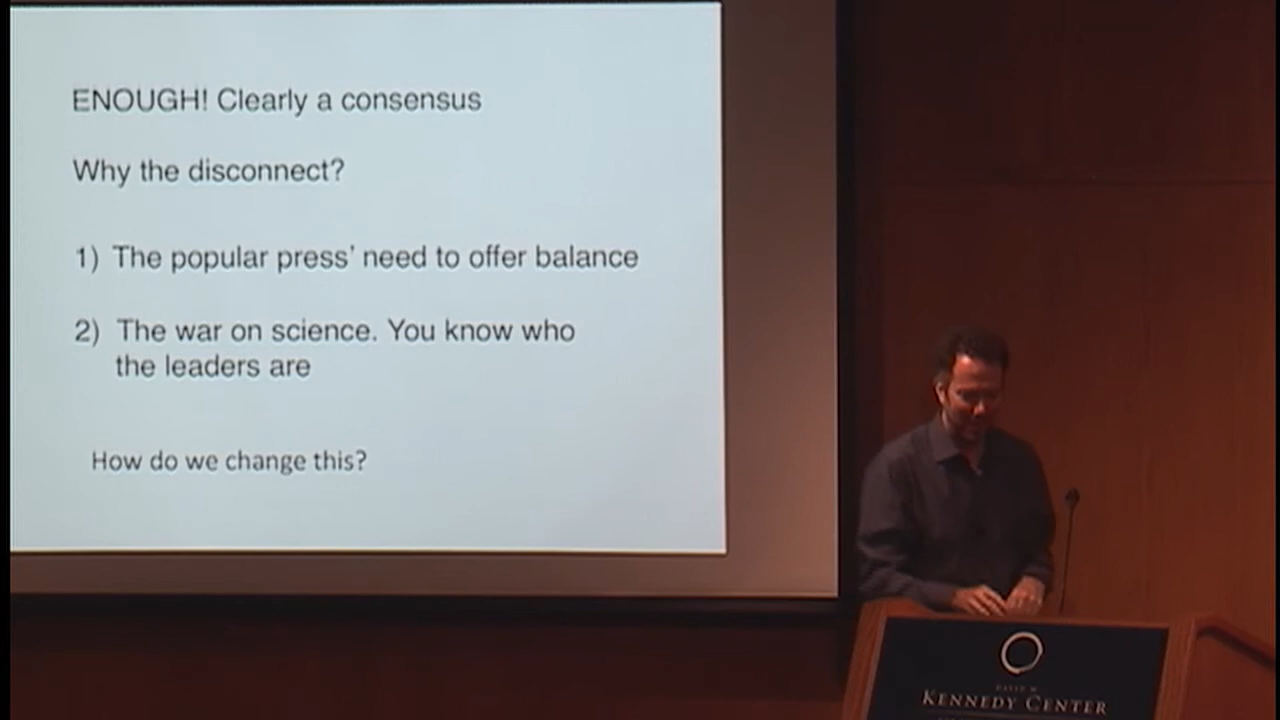 ENOUGH! Clearly a consensus
Why the disconnect?
1) The popular press’ need to offer balance
2) The war on science. You know who
the leaders are
How do we change this?
DAVID M.
KENNEDY CENTER